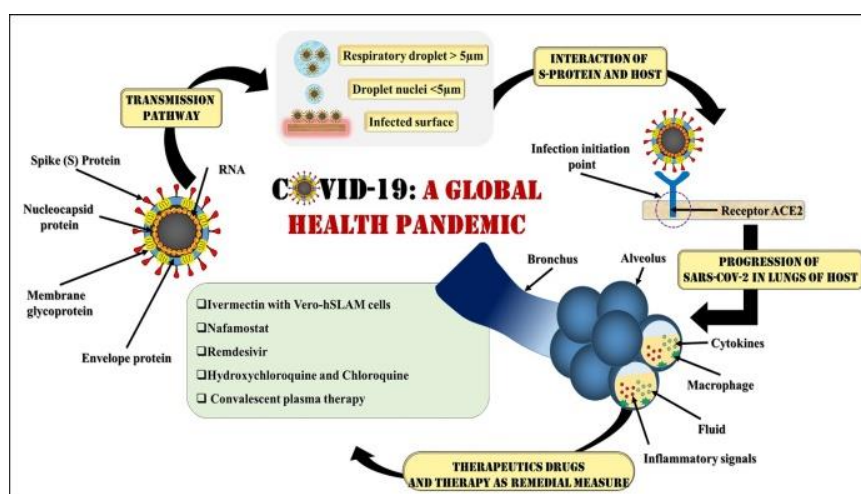 Respiratory droplet > 5µm
Droplet nuclei <5µm
Infected surface
TRANSMISSION
PATHWAY
INTERACTION OF
S-PROTEIN AND HOST
Spike (S) Protein
RNA
Nucleocapsid
protein
Membrane
glycoprotein
Envelope protein
COVID-19: A GLOBAL
HEALTH PANDEMIC
Infection initiation
point
Receptor ACE2
PROGRESSION OF
SARS-COV-2 IN LUNGS OF HOST
Bronchus
Alveolus
Cytokines
Macrophage
Fluid
Inflammatory signals
❑Ivermectin with Vero-hSLAM cells
❑Nafamostat
❑Remdesivir
❑Hydroxychloroquine and Chloroquine
❑ Convalescent plasma therapy
THERAPEUTICS DRUGS
AND THERAPY AS REMEDIAL MEASURE